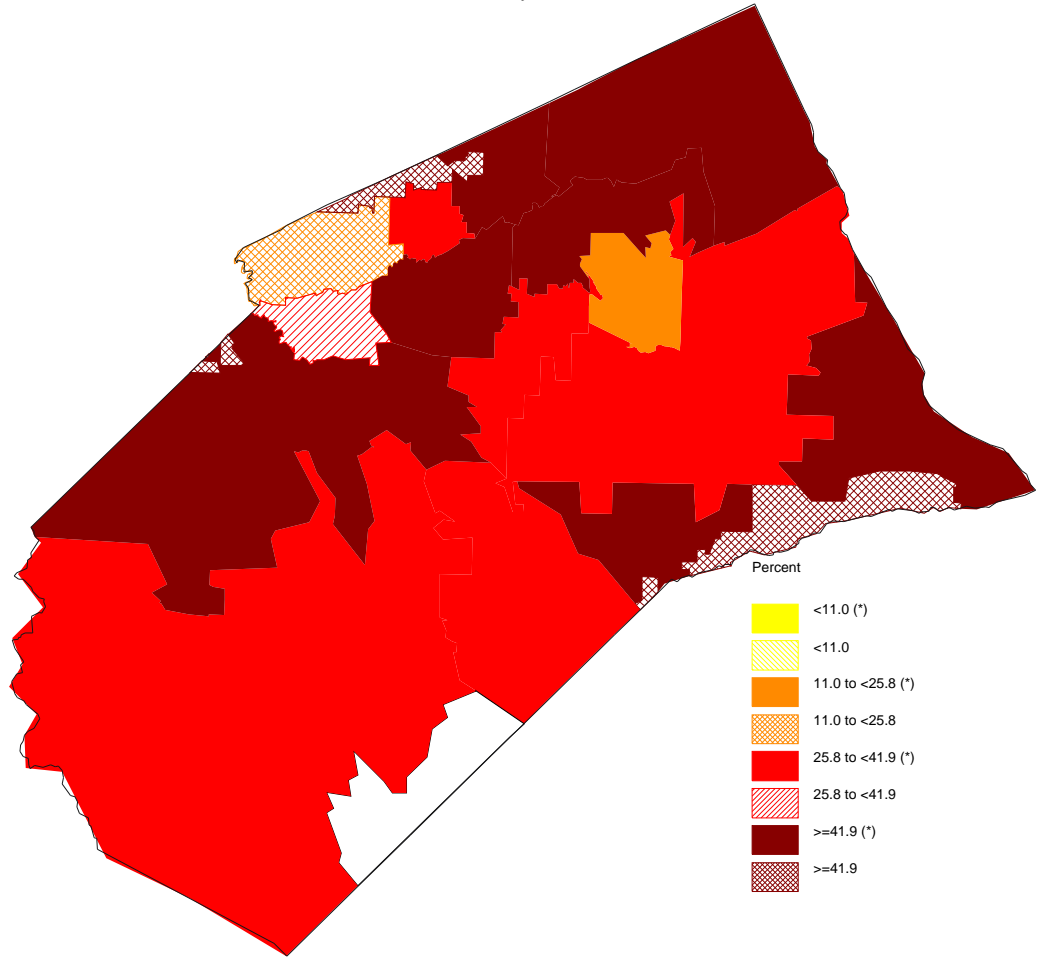 Percent
<11.0 (*)
<11.0
11.0 to <25.8 (*)
11.0 to <25.8
25.8 to <41.9 (*)
25.8 to <41.9
>=41.9 (*)
>=41.9